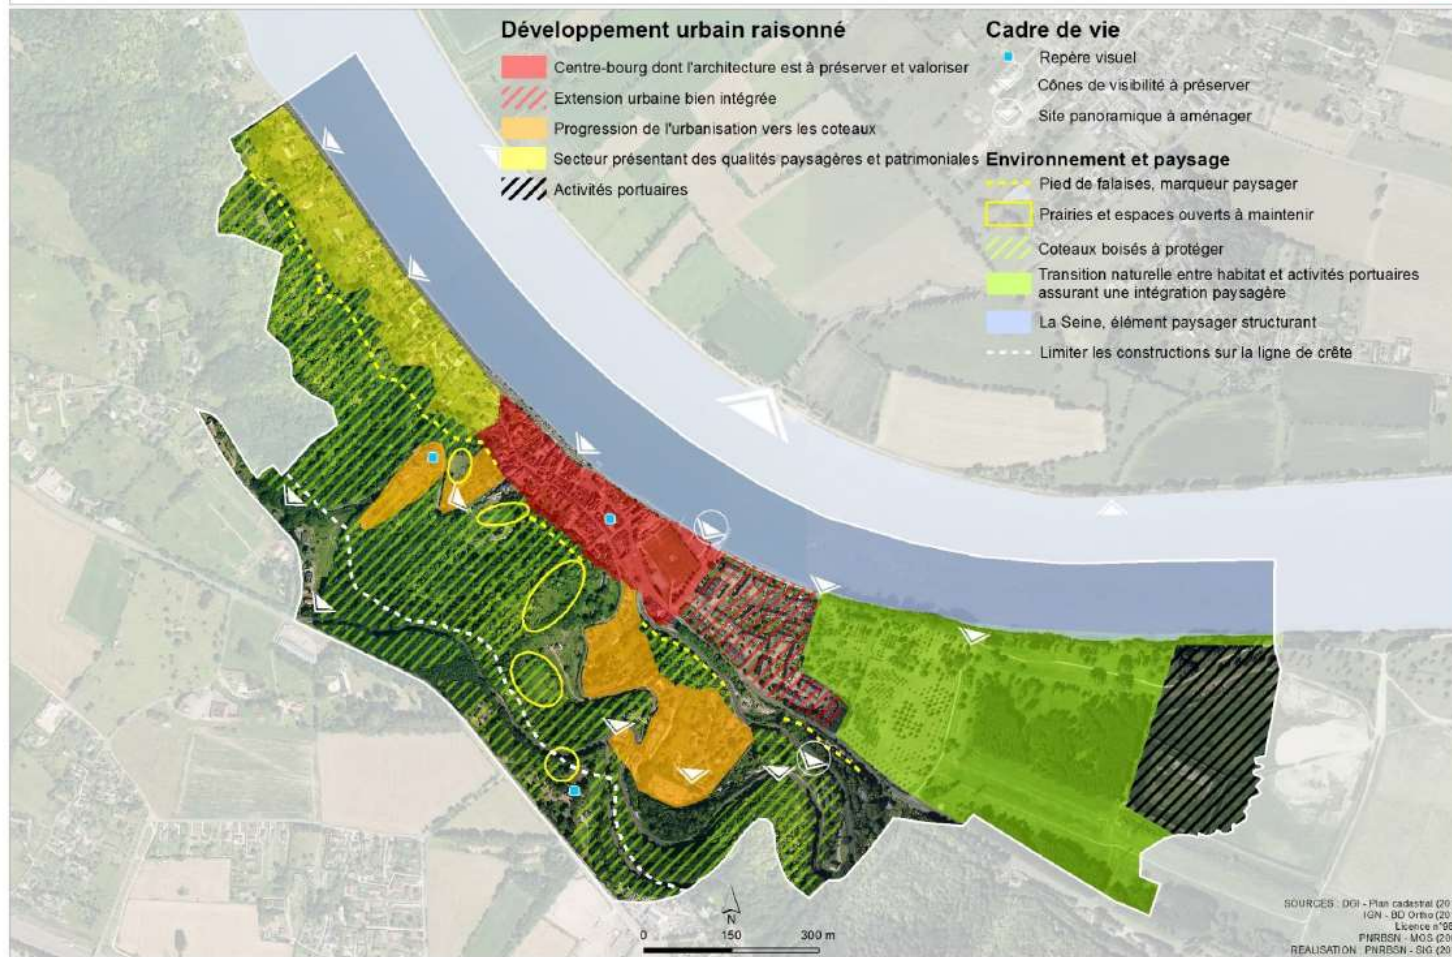 Développement urbain raisonné
Centre-bourg dont l'architecture est à préserver et valoriser
Extension urbaine bien intégrée
Progression de l'urbanisation vers les coteaux
Secteur présentant des qualités paysagères et patrimoniales
Activités portuaires
Cadre de vie
Repère visuel
Cônes de visibilité à préserver
Site panoramique à aménager
Environnement et paysage
Pied de falaises, marqueur paysager
Prairies et espaces ouverts à maintenir
Coteaux boisés à protéger
Transition naturelle entre habitat et activités portuaires
assurant une intégration paysagère
La Seine, élément paysager structurant
Limiter les constructions sur la ligne de crête
N
0 150 300 m
SOURCES : DGI - Plan cadastral (20
IGN - BD Ortho (20
Licence n°
PNRBSN - MOS (20
REALISATION : PNRBSN - SIG (20